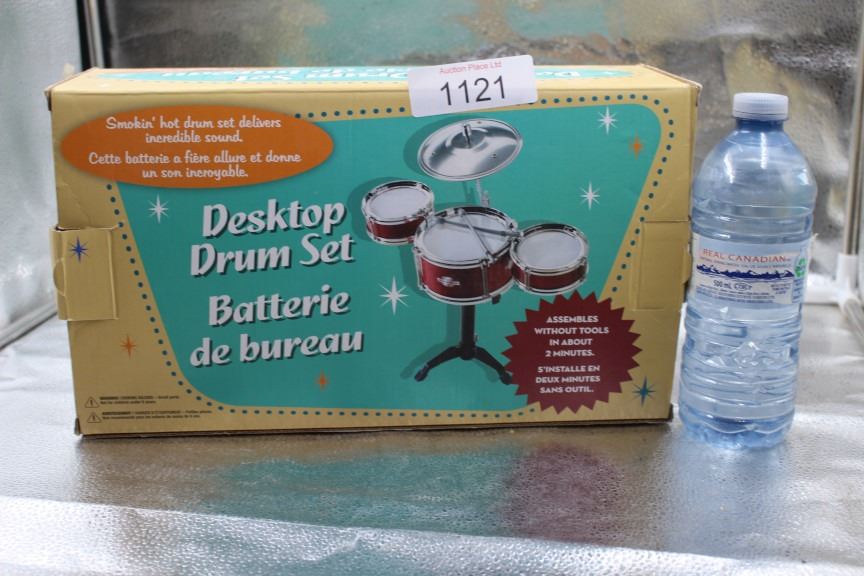 Auction Place Ltd
1121
Smokin' hot drum set delivers
incredible sound.
Cette batterie a fière allure et donne
un son incroyable.
Desktop
Drum Set
Batterie
de bureau
ASSEMBLES
WITHOUT TOOLS
IN ABOUT
2 MINUTES.
S'INSTALLE EN
DEUX MINUTES
SANS OUTIL.
REAL CANADIAN
500 mL